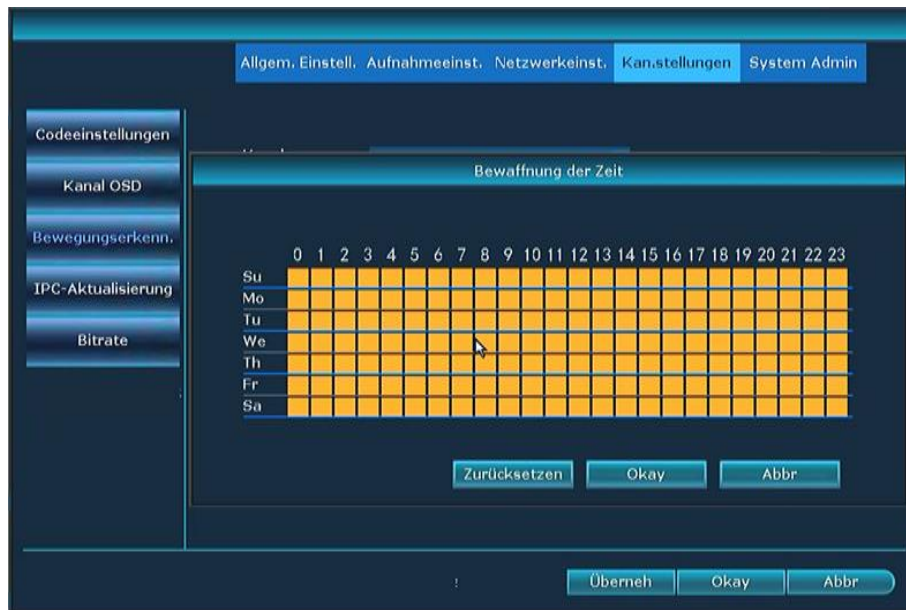 Allgem. Einstell. Aufnahmeeinst. Netzwerkeinst. Kan.stellungen System Admin
Codeeinstellungen
Kanal OSD
Bewegungserkenn.
IPC-Aktualisierung
Bitrate
Bewaffnung der Zeit
0 1 2 3 4 5 6 7 8 9 10 11 12 13 14 15 16 17 18 19 20 21 22 23
Su
Mo
Tu
We
Th
Fr
Sa
Zurücksetzen Okay Abbr
! Überneh Okay Abbr